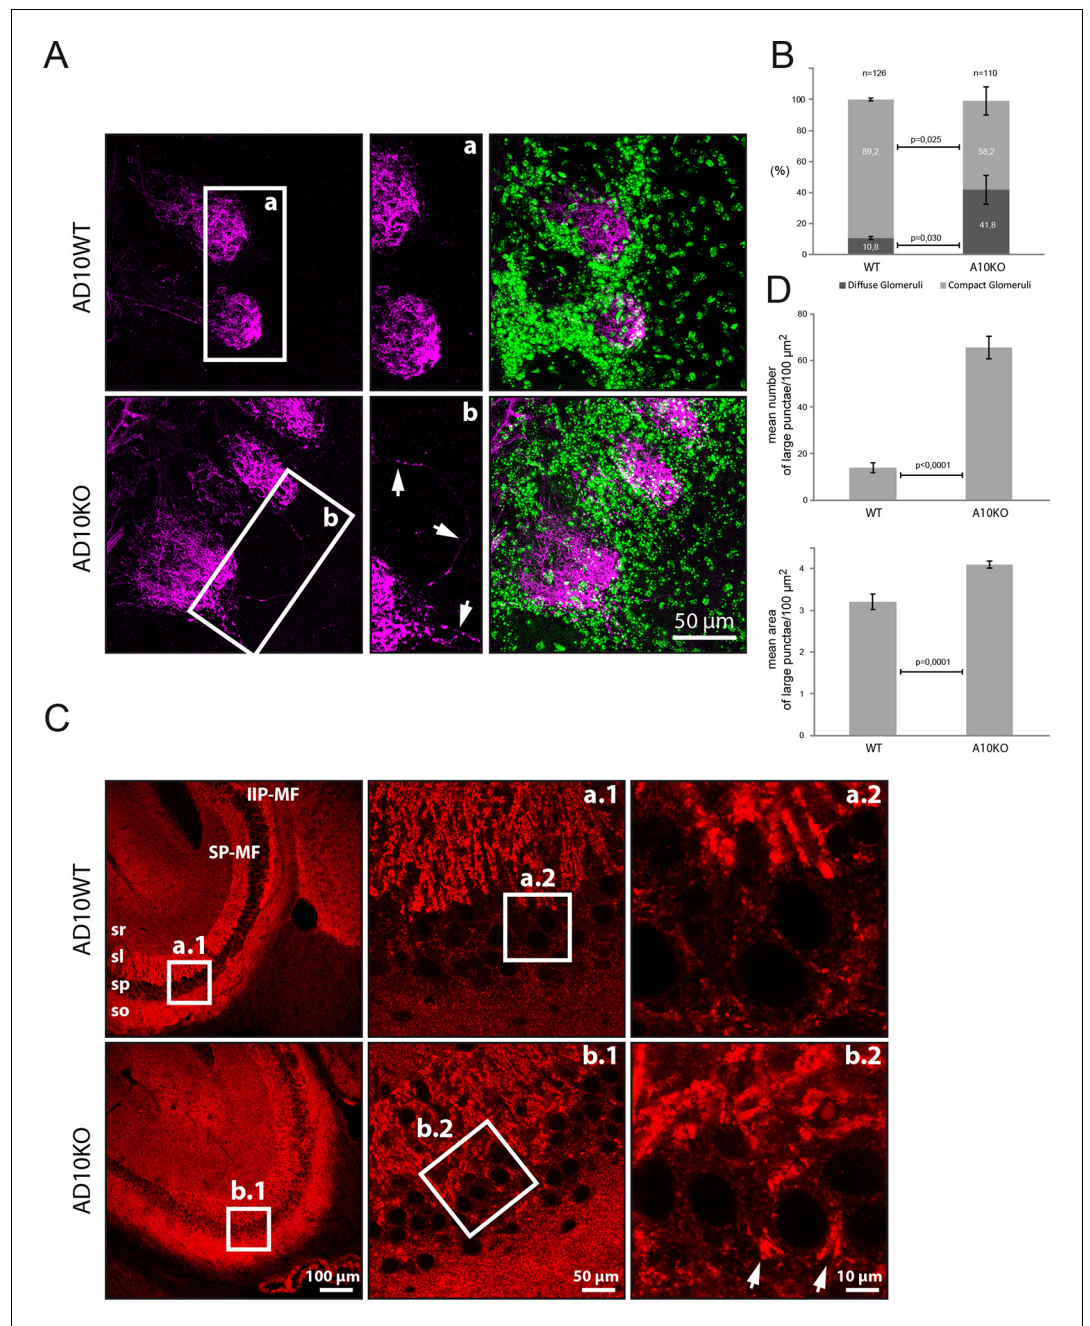 A
AD10WT
a
a
AD10KO
b
b
50 µm
B
n=126
n=110
100
80
60
40
20
0
(%)
89,2
58,2
10,8
41,8
p=0,025
p=0,030
WT
A10KO
Diffuse Glomeruli
Compact Glomeruli
D
80
60
40
20
0
mean number
of large punctae/100 µm2
p<0,0001
WT
A10KO
4
3
2
1
0
mean area
of large punctae/100 µm2
p=0,0001
WT
A10KO
C
AD10WT
IIP-MF
SP-MF
sr
sl
sp
so
a.1
a.1
a.2
a.2
AD10KO
b.1
100 µm
b.1
b.2
50 µm
b.2
10 µm